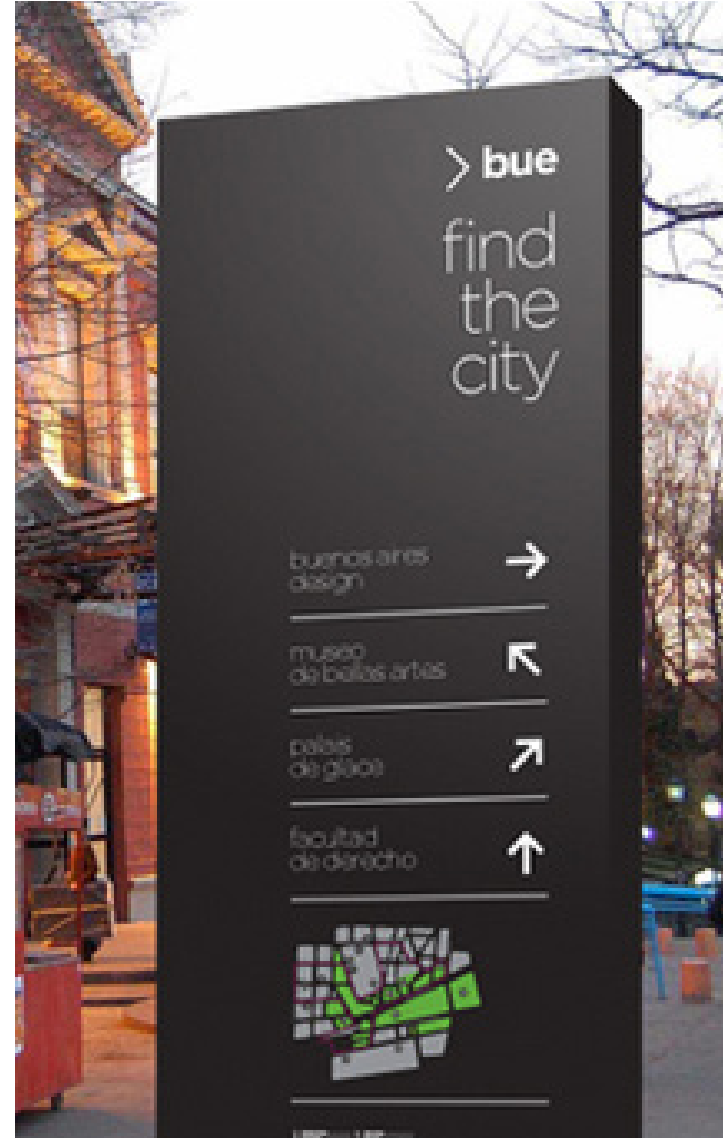 bue
find
the
city
buenos aires
design
museo
de bellas artes
palais
de glace
facultad
de derecho